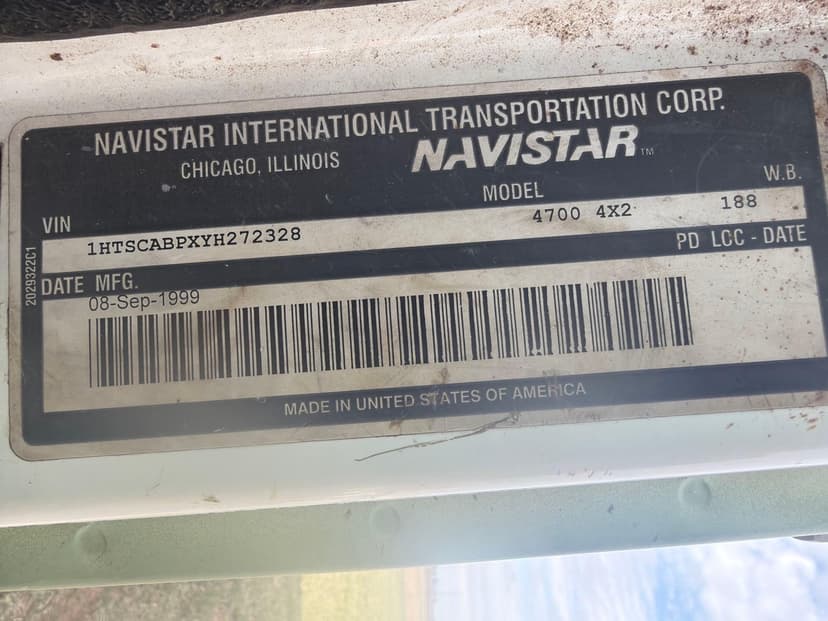 NAVISTAR INTERNATIONAL TRANSPORTATION CORP.
CHICAGO, ILLINOIS NAVISTAR TM
VIN MODEL W.B.
1HTSCABPXYH272328 4700 4X2 188
DATE MFG. PD LCC - DATE
08-Sep-1999
MADE IN UNITED STATES OF AMERICA
2029322C1